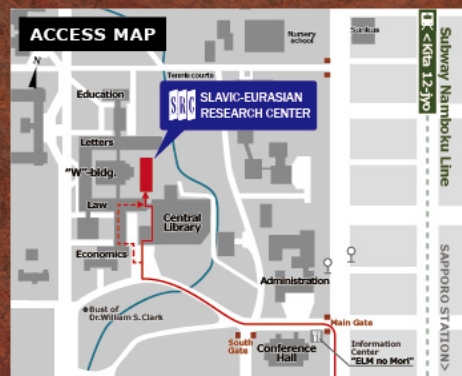 ACCESS MAP
N
Nursery
school
Sunkus
<Kita 12-jyo
Subway Namboku Line
Tennis courts
Education
SRC
SLAVIC-EURASIAN
RESEARCH CENTER
Letters
"W"-bldg.
Law
Central
Library
Economics
Administration
SAPPORO STATION>
Bust of
Dr.William S. Clark
Main Gate
South
Gate
Conference
Hall
Information
Center
"ELM no Mori"